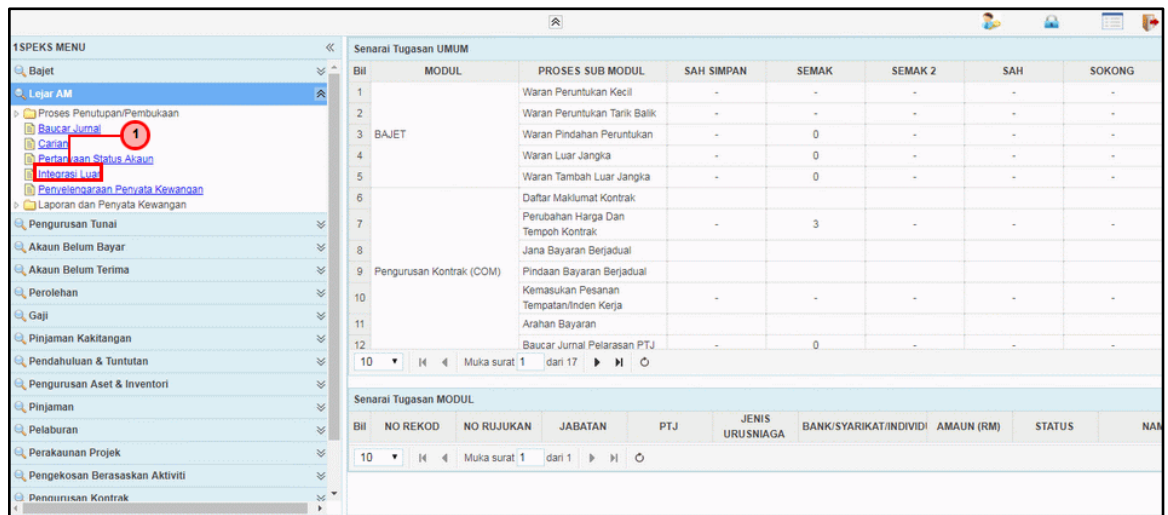 1SPEKS MENU
Bajet
Lejar AM
Proses Penutupan/Pembukaan
Baucar Jurnal
Carian
1
Pertanyaan Status Akaun
Integrasi Luar
Penyelengaraan Penyata Kewangan
Laporan dan Penyata Kewangan
Pengurusan Tunai
Akaun Belum Bayar
Akaun Belum Terima
Perolehan
Gaji
Pinjaman Kakitangan
Pendahuluan & Tuntutan
Pengurusan Aset & Inventori
Pinjaman
Pelaburan
Perakaunan Projek
Pengekosan Berasaskan Aktiviti
Pengurusan Kontrak
Senarai Tugasan UMUM
Bil MODUL PROSES SUB MODUL SAH SIMPAN SEMAK SEMAK 2 SAH SOKONG
1 Waran Peruntukan Kecil - - - - -
2 Waran Peruntukan Tarik Balik - - - - -
3 BAJET Waran Pindahan Peruntukan - 0 - - -
4 Waran Luar Jangka - 0 - - -
5 Waran Tambah Luar Jangka - 0 - - -
6 Daftar Maklumat Kontrak
7 Perubahan Harga Dan
Tempoh Kontrak - 3 - - -
8 Jana Bayaran Berjadual
9 Pengurusan Kontrak (COM) Pindaan Bayaran Berjadual
10 Kemasukan Pesanan
Tempatan/Inden Kerja - - - - -
11 Arahan Bayaran
12 Baucar Jurnal Pelarasan PTJ - 0 - - -
10 Muka surat 1 dari 17
Senarai Tugasan MODUL
Bil NO REKOD NO RUJUKAN JABATAN PTJ JENIS
URUSNIAGA BANK/SYARIKAT/INDIVIDU AMAUN (RM) STATUS NAM
10 Muka surat 1 dari 1